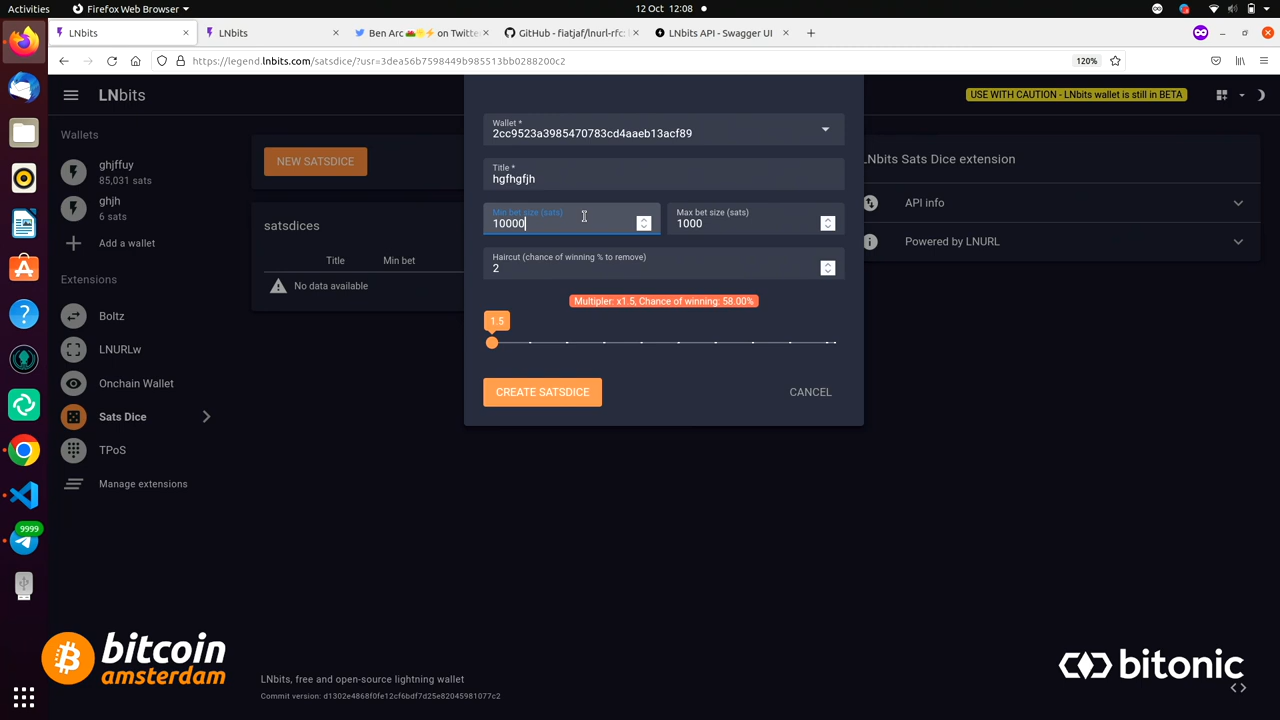 Activities
Firefox Web Browser
12 Oct 12:08
LNbits
LNbits
Ben Arc 🌄☀️⚡ on Twitte
GitHub - fiatjaf/lnurl-rfc:
LNbits API - Swagger UI
https://legend.lnbits.com/satsdice/?usr=3dea56b7598449b985513bb0288200c2
120%
LNbits
USE WITH CAUTION - LNbits wallet is still in BETA
Wallets
ghjffuy
85,031 sats
ghjh
6 sats
Add a wallet
Extensions
Boltz
LNURLw
Onchain Wallet
Sats Dice
TPoS
Manage extensions
9999
NEW SATSDICE
satsdices
Title Min bet
No data available
Wallet *
2cc9523a3985470783cd4aaeb13acf89
Title *
hgfhgfjh
Min bet size (sats)
10000
Max bet size (sats)
1000
Haircut (chance of winning % to remove)
2
Multipler: x1.5, Chance of winning: 58.00%
1.5
CREATE SATSDICE
CANCEL
LNbits Sats Dice extension
API info
Powered by LNURL
bitcoin
amsterdam
LNbits, free and open-source lightning wallet
Commit version: d1302e4868f0fe12cf6bdf7d25e82045981077c2
bitonic